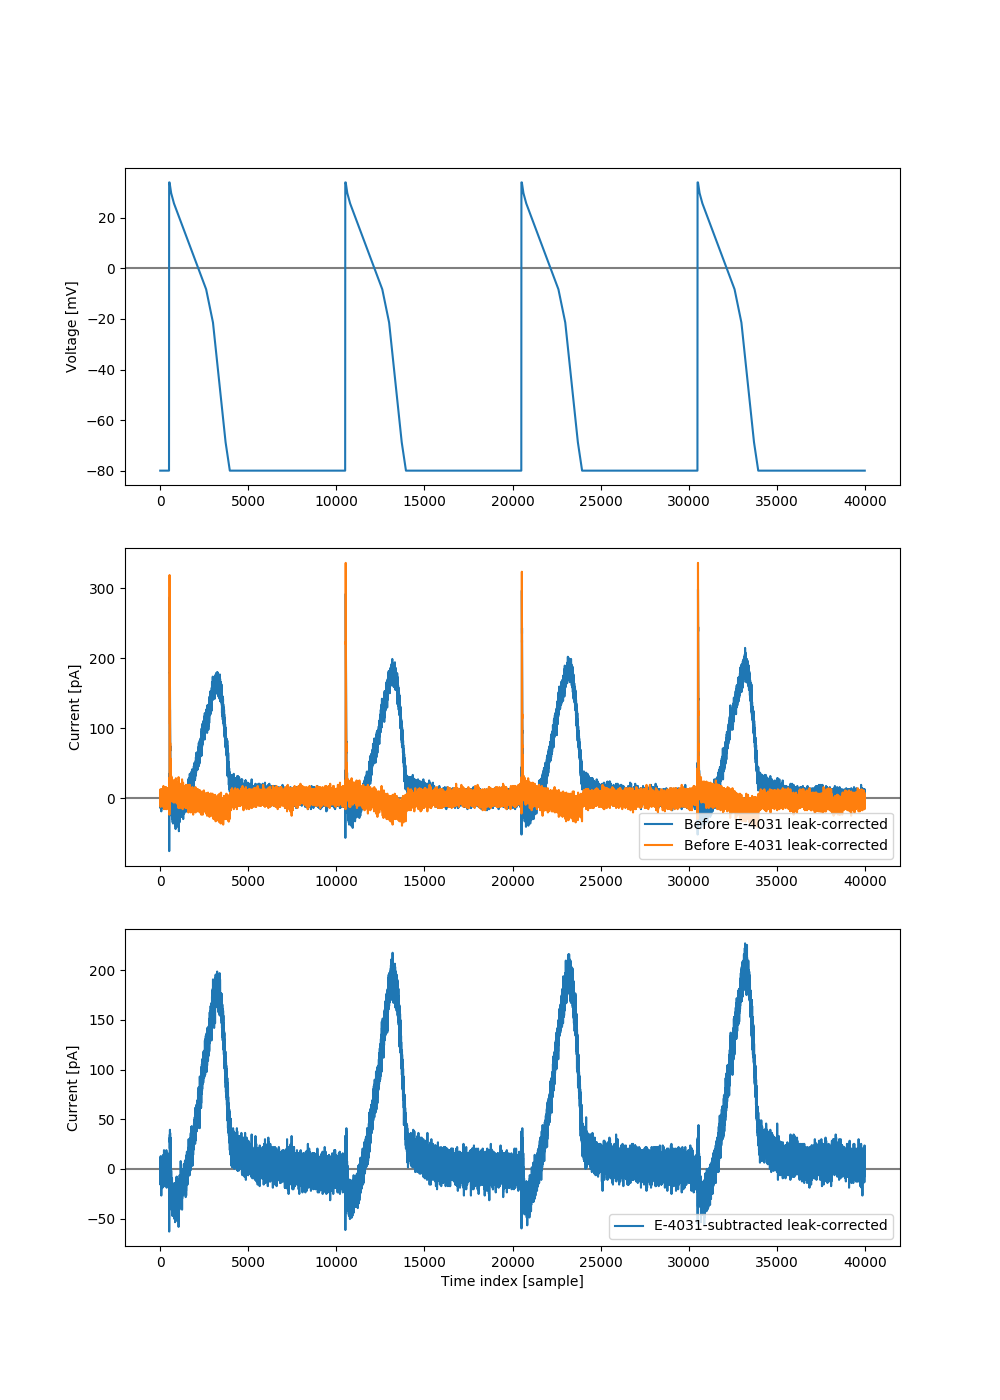 20
0
−20
−40
−60
−80
Voltage [mV]
0 5000 10000 15000 20000 25000 30000 35000 40000
300
200
100
0
Current [pA]
Before E-4031 leak-corrected
Before E-4031 leak-corrected
0 5000 10000 15000 20000 25000 30000 35000 40000
200
150
100
50
0
−50
Current [pA]
E-4031-subtracted leak-corrected
0 5000 10000 15000 20000 25000 30000 35000 40000
Time index [sample]